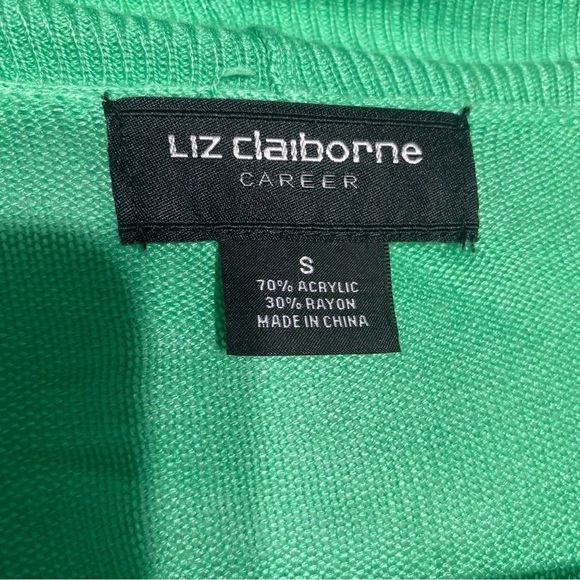 LIZ claiborne
CAREER
S
70% ACRYLIC
30% RAYON
MADE IN CHINA